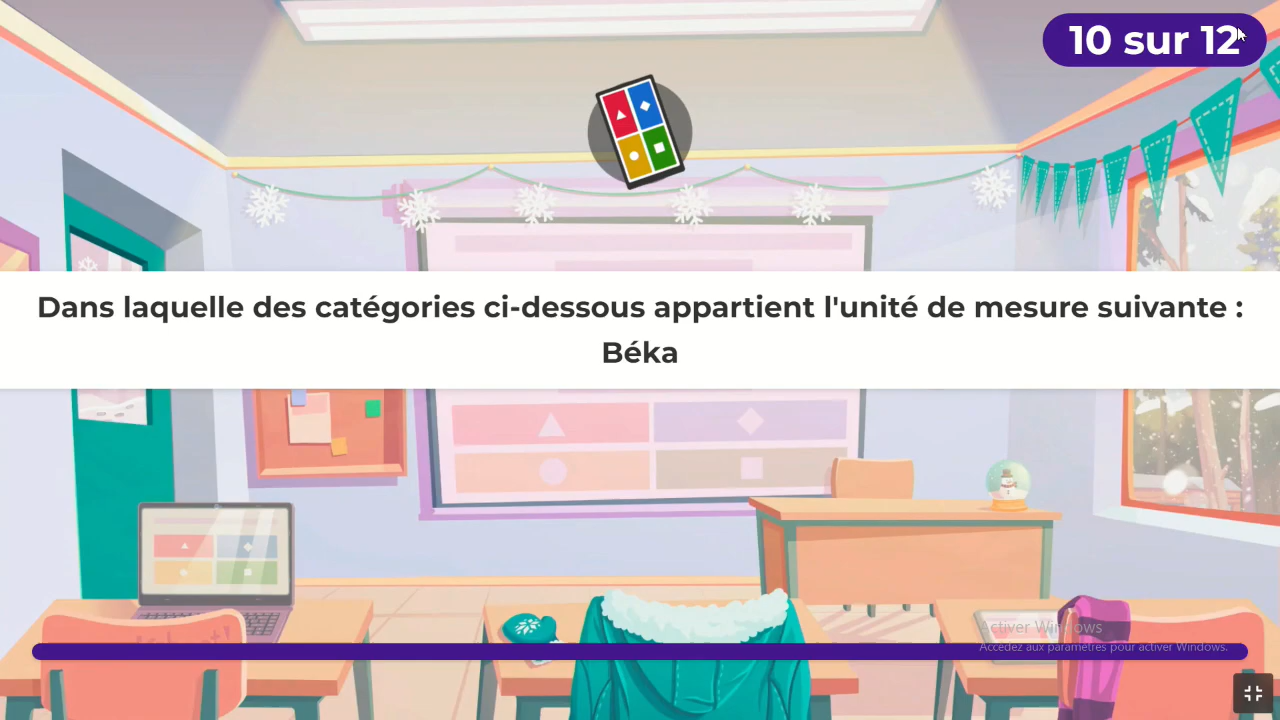 10 sur 12
Dans laquelle des catégories ci-dessous appartient l'unité de mesure suivante :
Béka
Activer Windows
Accédez aux paramètres pour activer Windows.